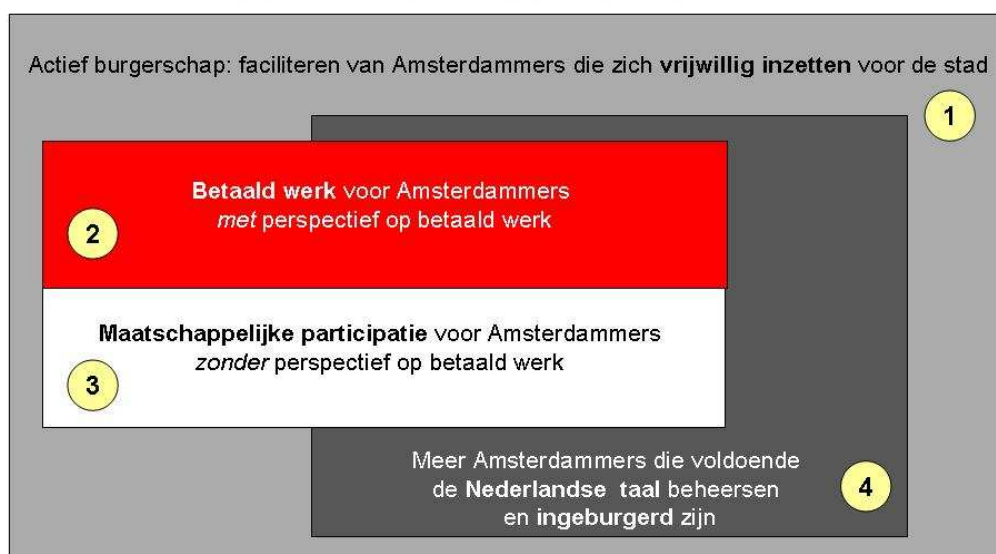 Actief burgerschap: faciliteren van Amsterdammers die zich vrijwillig inzetten voor de stad
1
Betaald werk voor Amsterdammers
met perspectief op betaald werk
2
Maatschappelijke participatie voor Amsterdammers
zonder perspectief op betaald werk
3
Meer Amsterdammers die voldoende
de Nederlandse taal beheersen
en ingeburgerd zijn
4